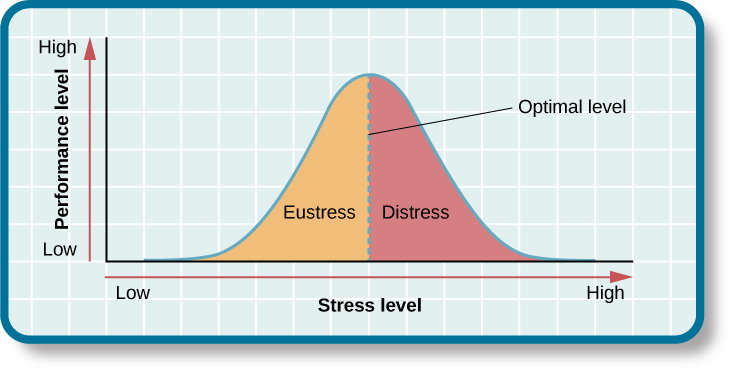 High
Performance level
Low
Optimal level
Eustress
Distress
Low
High
Stress level